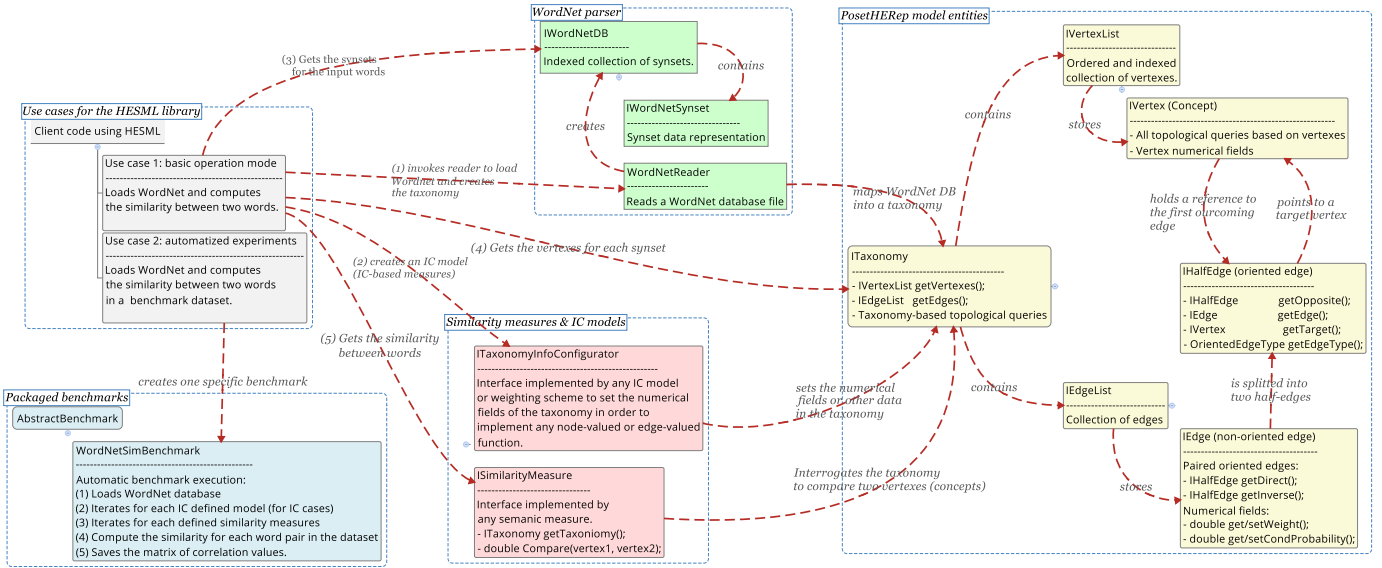 Use cases for the HESML library
Client code using HESML
Use case 1: basic operation mode
Loads WordNet and computes
the similarity between two words.
Use case 2: automatized experiments
Loads WordNet and computes
the similarity between two words
in a  benchmark dataset.
(3) Gets the synsets
for the input words
(1) invokes reader to load
Wordnet and creates
the taxonomy
(4) Gets the vertexes for each synset
(2) creates an IC model
(IC-based measures)
(5) Gets the similarity
between words
creates one specific benchmark
Packaged benchmarks
AbstractBenchmark
WordNetSimBenchmark
Automatic benchmark execution:
(1) Loads WordNet database
(2) Iterates for each IC defined model (for IC cases)
(3) Iterates for each defined similarity measures
(4) Compute the similarity for each word pair in the dataset
(5) Saves the matrix of correlation values.
WordNet parser
IWordNetDB
Indexed collection of synsets.
contains
IWordNetSynset
Synset data representation
creates
WordNetReader
Reads a WordNet database file
maps WordNet DB
into a taxonomy
Similarity measures & IC models
ITaxonomyInfoConfigurator
Interface implemented by any IC model
or weighting scheme to set the numerical
fields of the taxonomy in order to
implement any node-valued or edge-valued
function.
ISimilarityMeasure
Interface implemented by
any semanic measure.
- ITaxonomy getTaxoniomy();
- double Compare(vertex1, vertex2);
sets the numerical
fields or other data
in the taxonomy
Interrogates the taxonomy
to compare two vertexes (concepts)
PosetHERep model entities
IVertexList
Ordered and indexed
collection of vertexes.
contains
stores
IVertex (Concept)
- All topological queries based on vertexes
- Vertex numerical fields
holds a reference to
the first ourcoming
edge
points to a
target vertex
ITaxonomy
- IVertexList getVertexes();
- IEdgeList   getEdges();
- Taxonomy-based topological queries
IHalfEdge (oriented edge)
- IHalfEdge getOpposite();
- IEdge getEdge();
- IVertex getTarget();
- OrientedEdgeType getEdgeType();
is splitted into
two half-edges
contains
IEdgeList
Collection of edges
stores
IEdge (non-oriented edge)
Paired oriented edges:
- IHalfEdge getDirect();
- IHalfEdge getInverse();
Numerical fields:
- double get/setWeight();
- double get/setCondProbability();